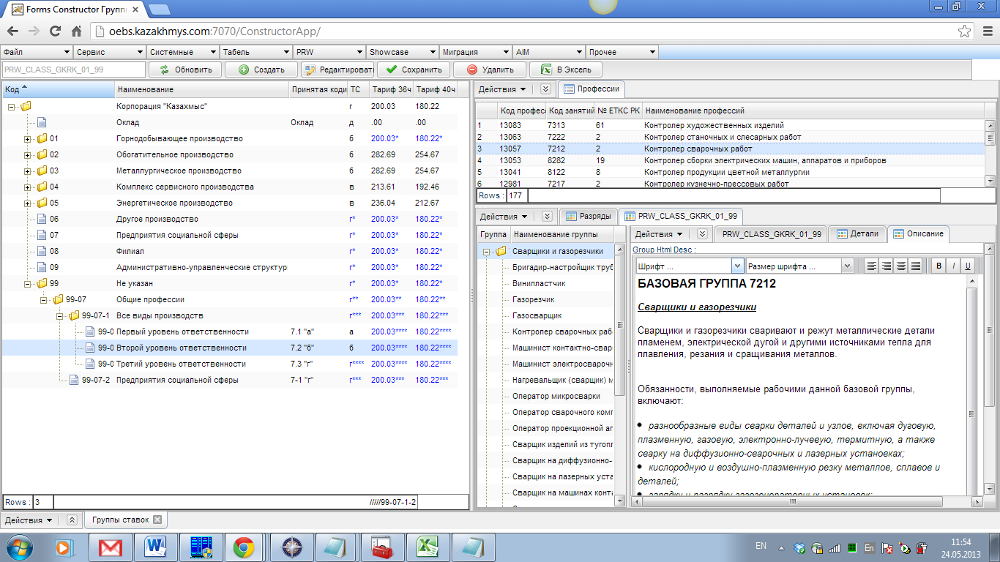 Forms Constructor Групп
oebs.kazakhmys.com:7070/ConstructorApp/
Файл Сервис Системные Табель PRW Showcase Миграция AIM Прочее
PRW_CLASS_GKRK_01_99 Обновить Создать Редактировать Сохранить Удалить В Эксель
Код Наименование Принятая коди ТС Тариф 36ч Тариф 40ч
Корпорация "Казахмыс" г 200.03 180.22
Оклад Оклад д .00 .00
01 Горнодобывающее производство б 200.03* 180.22*
02 Обогатительное производство б 282.69 254.67
03 Металлургическое производство б 282.69 254.67
04 Комплекс сервисного производства в 213.61 192.46
05 Энергетическое производство в 236.04 212.67
06 Другое производство г* 200.03* 180.22*
07 Предприятия социальной сферы г* 200.03* 180.22*
08 Филиал г* 200.03* 180.22*
09 Административно-управленческие структур г* 200.03* 180.22*
99 Не указан г* 200.03* 180.22*
99-07 Общие профессии г** 200.03** 180.22**
99-07-1 Все виды производств г*** 200.03*** 180.22***
99-0 Первый уровень ответственности 7.1 "а" а 200.03**** 180.22****
99-0 Второй уровень ответственности 7.2 "б" б 200.03**** 180.22****
99-0 Третий уровень ответственности 7.3 "г" г**** 200.03**** 180.22****
99-07-2 Предприятия социальной сферы 7-1 "г" г*** 200.03*** 180.22***
Rows : 3 /////99-07-1-2
Действия Профессии
Код професс Код занятий № ЕТКС РК Наименование профессий
1 13083 7313 61 Контролер художественных изделий
2 13063 7222 2 Контролер станочных и слесарных работ
3 13057 7212 2 Контролер сварочных работ
4 13053 8282 19 Контролер сборки электрических машин, аппаратов и приборов
5 13041 8122 8 Контролер продукции цветной металлургии
6 12981 7217 2 Контролер кузнечно-прессовых работ
Rows : 177
Действия Разряды PRW_CLASS_GKRK_01_99
Группа Наименование группы
Сварщики и газорезчики
Бригадир-настройщик труб
Винипластчик
Газорезчик
Газосварщик
Контролер сварочных раб
Машинист контактно-свар
Машинист электросварочн
Нагревальщик (сварщик) м
Оператор микросварки
Оператор сварочного комп
Оператор проекционной ап
Сварщик изделий из тугопл
Сварщик на диффузионно-
Сварщик на лазерных уста
Сварщик на машинах конта
Действия PRW_CLASS_GKRK_01_99 Детали Описание
Group Html Desc :
Шрифт ... Размер шрифта ... B I U
БАЗОВАЯ ГРУППА 7212
Сварщики и газорезчики
Сварщики и газорезчики сваривают и режут металлические детали
пламенем, электрической дугой и другими источниками тепла для
плавления, резания и сращивания металлов.
Обязанности, выполняемые рабочими данной базовой группы,
включают:
• разнообразные виды сварки деталей и узлов, включая дуговую,
плазменную, газовую, электронно-лучевую, термитную, а также
сварку на диффузионно-сварочных и лазерных установках;
• кислородную и воздушно-плазменную резку металлов, сплавов и
деталей;
• зарядку и разрядку газогенераторных установок;
Действия Группы ставок
EN En 11:54
24.05.2013